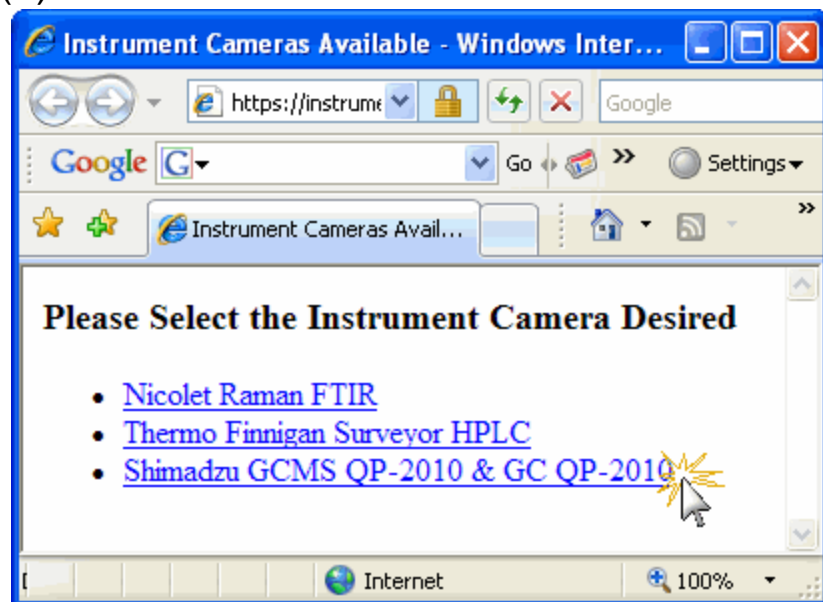 Instrument Cameras Available - Windows Inter...
https://instrume
Google
Google G Go » Settings
Instrument Cameras Avail... »
Please Select the Instrument Camera Desired
• Nicolet Raman FTIR
• Thermo Finnigan Surveyor HPLC
• Shimadzu GCMS QP-2010 & GC QP-2010
Internet 100%